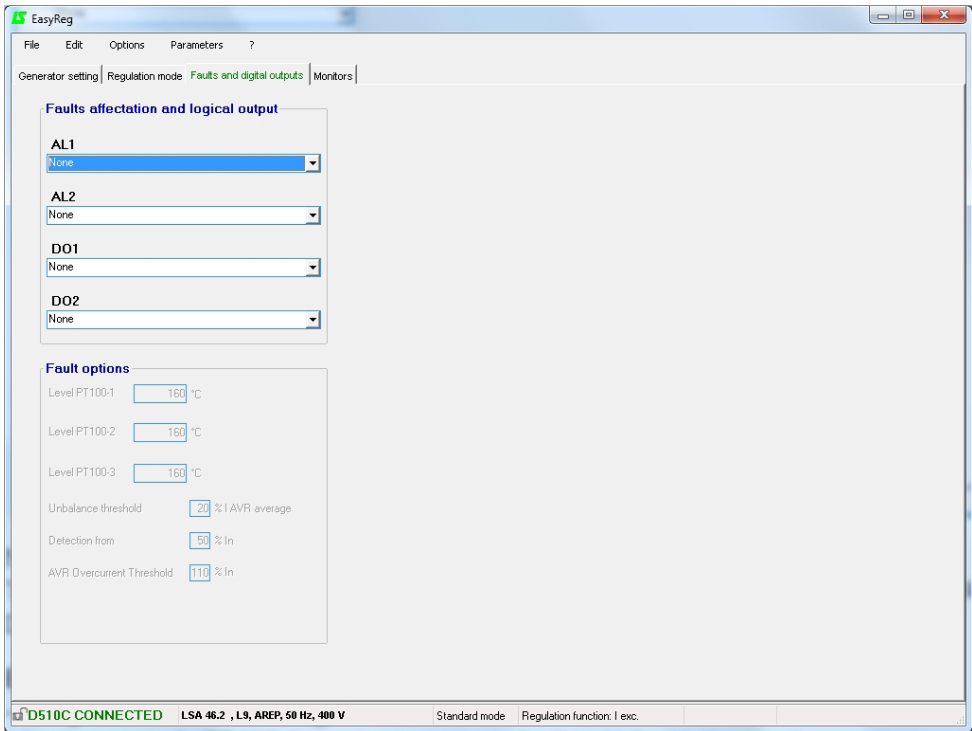 EasyReg
File Edit Options Parameters ?
Generator setting Regulation mode Faults and digital outputs Monitors
Faults affectation and logical output
AL1
None
AL2
None
DO1
None
DO2
None
Fault options
Level PT100-1 160 °C
Level PT100-2 160 °C
Level PT100-3 160 °C
Unbalance threshold 20 % I AVR average
Detection from 50 % In
AVR Overcurrent Threshold 110 % In
D510C CONNECTED LSA 46.2 , L9, AREP, 50 Hz, 400 V Standard mode Regulation function: I exc.